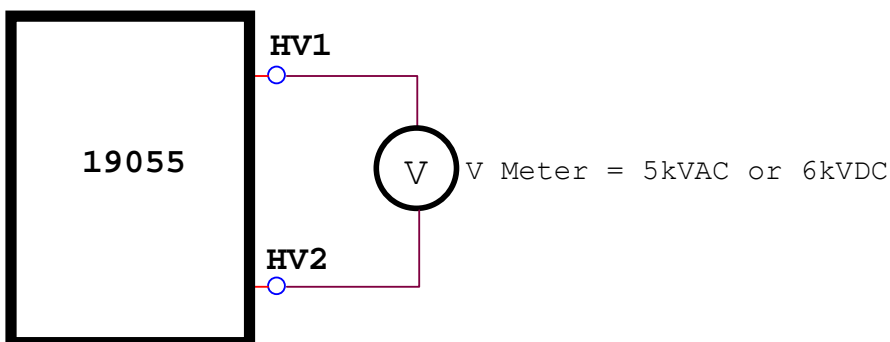 HV1
19055
V
V Meter = 5kVAC or 6kVDC
HV2